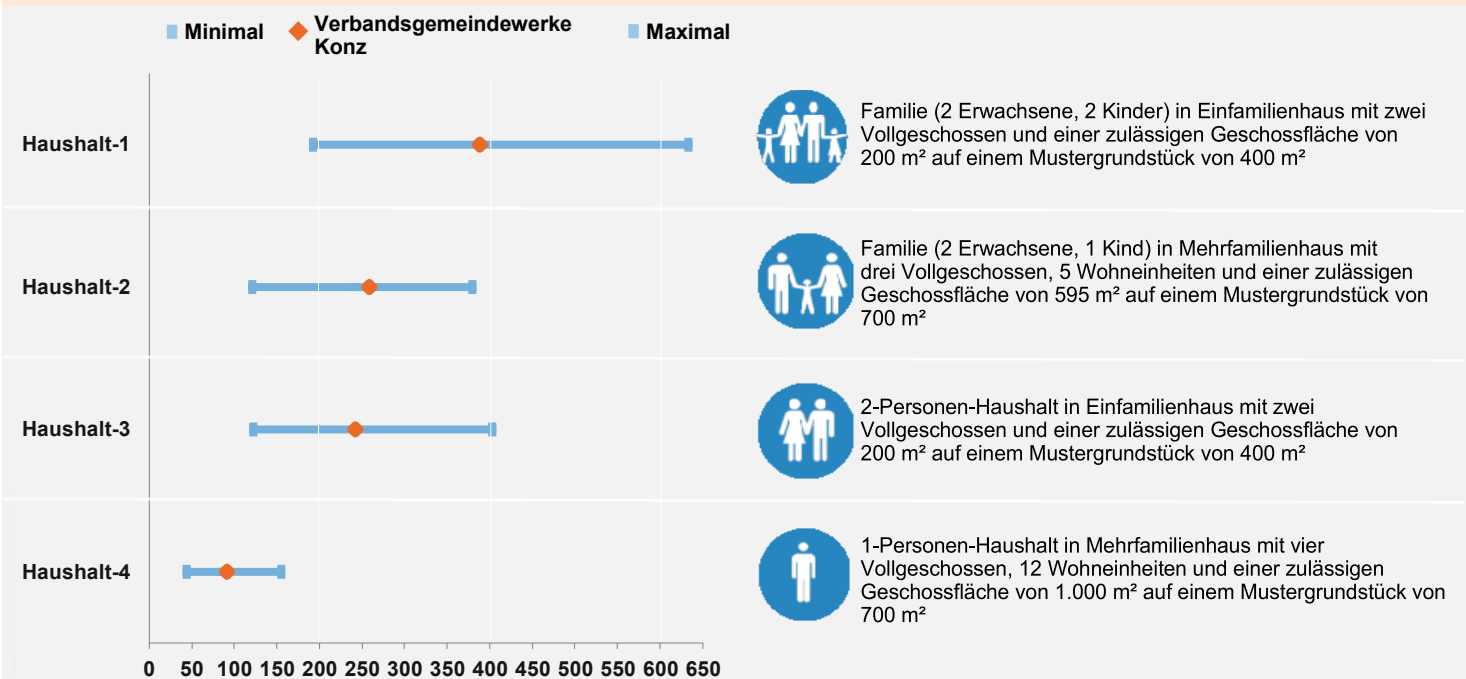 Minimal
Verbandsgemeindewerke
Konz
Maximal
Haushalt-1
Familie (2 Erwachsene, 2 Kinder) in Einfamilienhaus mit zwei
Vollgeschossen und einer zulässigen Geschossfläche von
200 m² auf einem Mustergrundstück von 400 m²
Haushalt-2
Familie (2 Erwachsene, 1 Kind) in Mehrfamilienhaus mit
drei Vollgeschossen, 5 Wohneinheiten und einer zulässigen
Geschossfläche von 595 m² auf einem Mustergrundstück von
700 m²
Haushalt-3
2-Personen-Haushalt in Einfamilienhaus mit zwei
Vollgeschossen und einer zulässigen Geschossfläche von
200 m² auf einem Mustergrundstück von 400 m²
Haushalt-4
1-Personen-Haushalt in Mehrfamilienhaus mit vier
Vollgeschossen, 12 Wohneinheiten und einer zulässigen
Geschossfläche von 1.000 m² auf einem Mustergrundstück von
700 m²
0 50 100 150 200 250 300 350 400 450 500 550 600 650